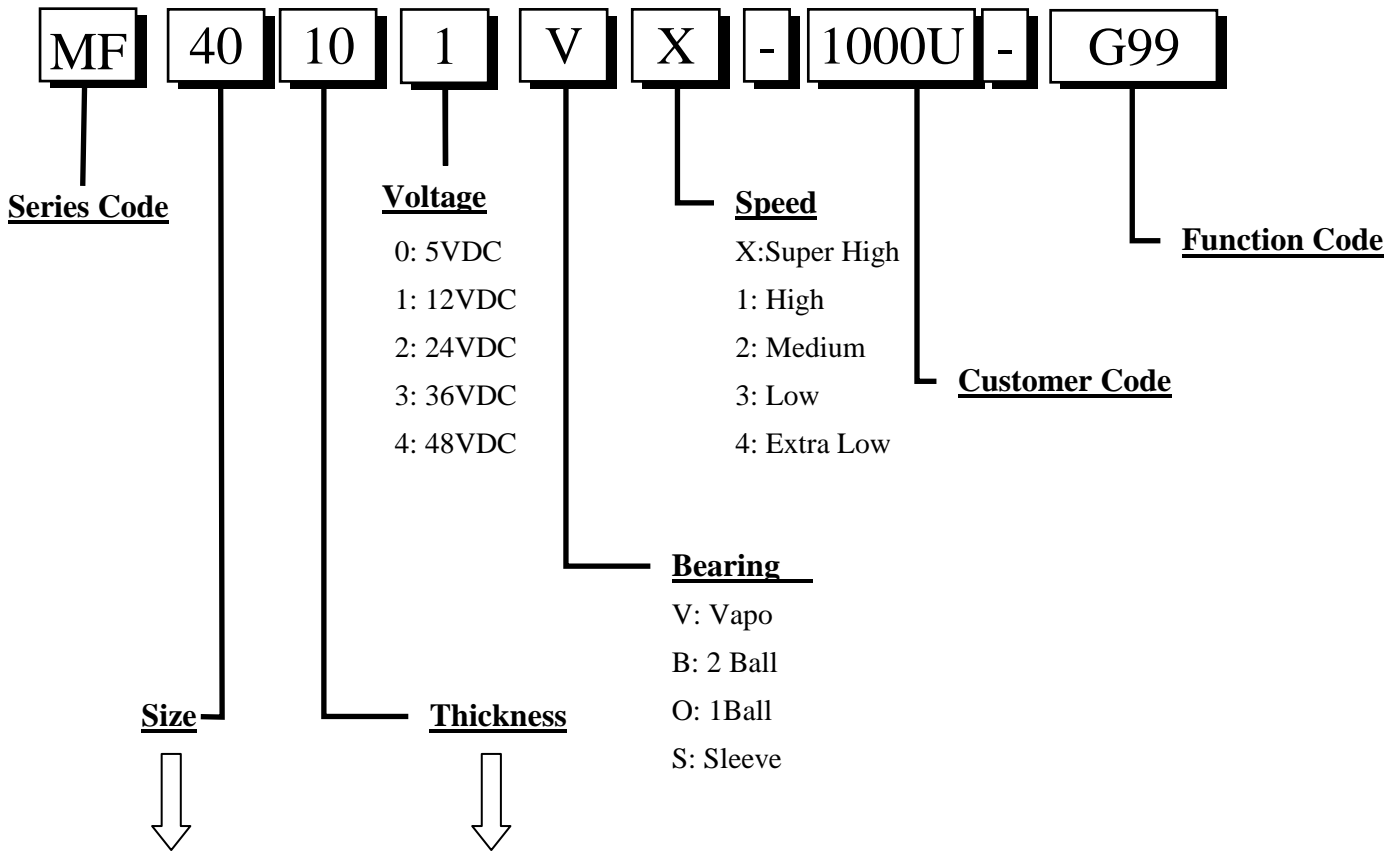 MF 40 10 1 V X - 1000U - G99
Series Code
Voltage
0: 5VDC
1: 12VDC
2: 24VDC
3: 36VDC
4: 48VDC
Speed
X:Super High
1: High
2: Medium
3: Low
4: Extra Low
Function Code
Customer Code
Bearing
V: Vapo
B: 2 Ball
O: 1Ball
S: Sleeve
Size
Thickness